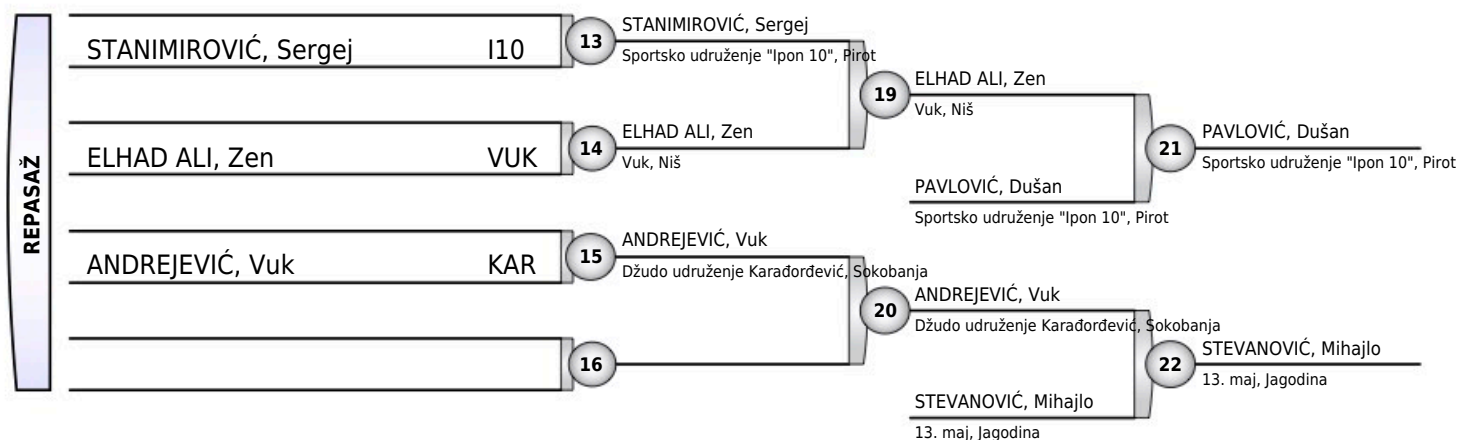 REPASAŽ
STANIMIROVIĆ, Sergej I10
ELHAD ALI, Zen VUK
ANDREJEVIĆ, Vuk KAR
13
STANIMIROVIĆ, Sergej
Sportsko udruženje "Ipon 10", Pirot
14
ELHAD ALI, Zen
Vuk, Niš
15
ANDREJEVIĆ, Vuk
Džudo udruženje Karađorđević, Sokobanja
16
19
ELHAD ALI, Zen
Vuk, Niš
PAVLOVIĆ, Dušan
Sportsko udruženje "Ipon 10", Pirot
20
ANDREJEVIĆ, Vuk
Džudo udruženje Karađorđević, Sokobanja
STEVANOVIĆ, Mihajlo
13. maj, Jagodina
21
PAVLOVIĆ, Dušan
Sportsko udruženje "Ipon 10", Pirot
22
STEVANOVIĆ, Mihajlo
13. maj, Jagodina